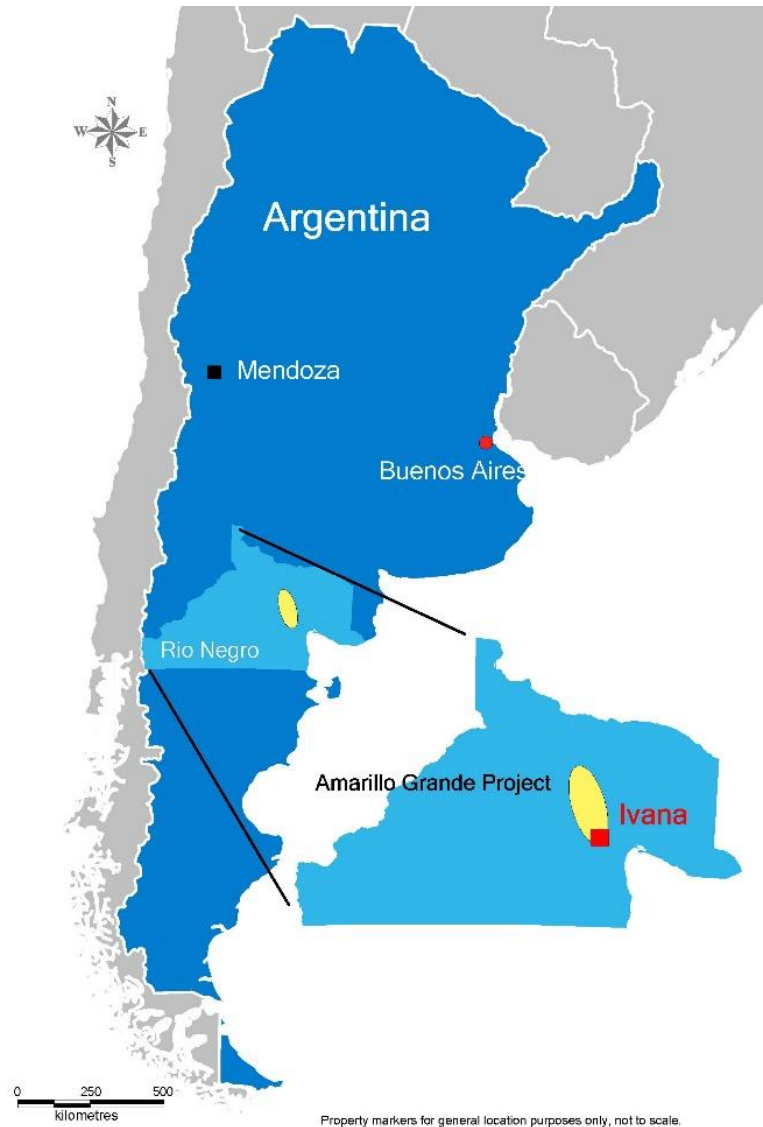 N
W E
S
Argentina
Mendoza
Buenos Aires
Rio Negro
Amarillo Grande Project
Ivana
0 250 500
kilometres
Property markers for general location purposes only, not to scale.